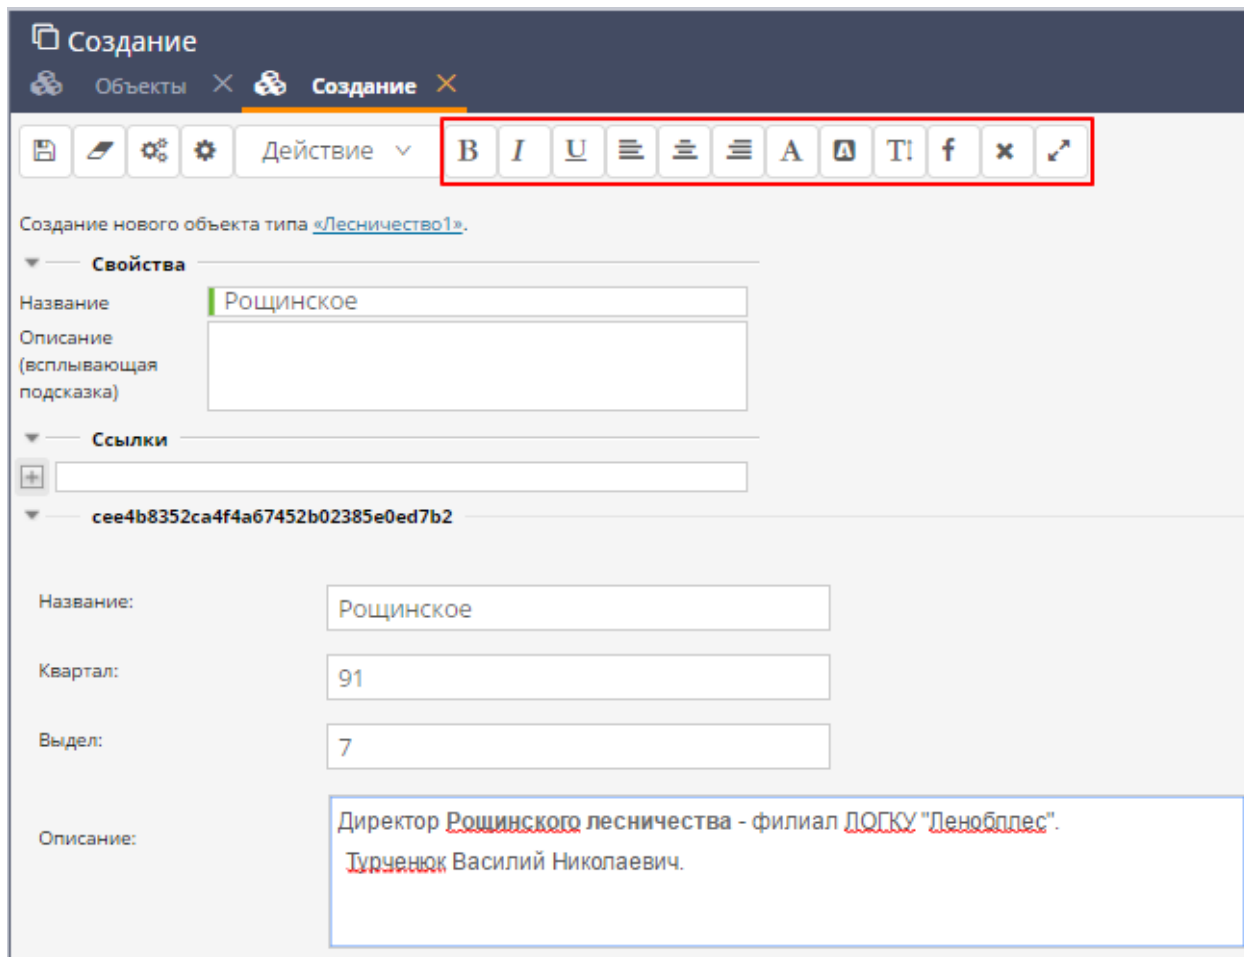 Создание
Объекты Создание
Действие B I U A A T f
Создание нового объекта типа «Лесничество1».
Свойства
Название Рощинское
Описание
(всплывающая
подсказка)
Ссылки
cee4b8352ca4f4a67452b02385e0ed7b2
Название: Рощинское
Квартал: 91
Выдел: 7
Описание: Директор Рощинского лесничества - филиал ЛОГКУ "Ленобплес".
Турченюк Василий Николаевич.